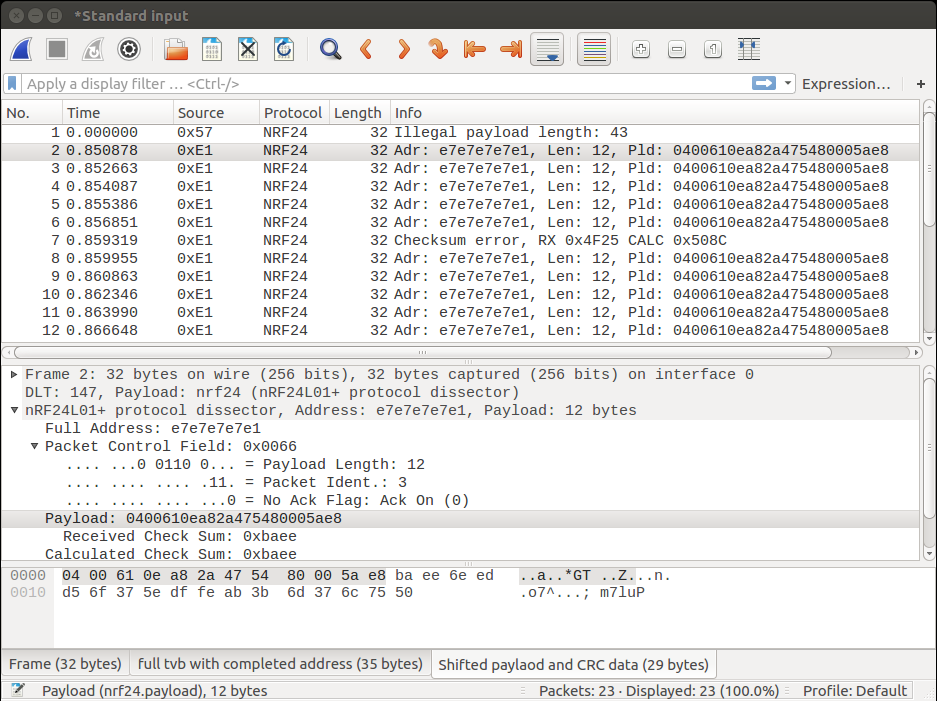 *Standard input
Apply a display filter … <Ctrl-/>
Expression… +
No. Time Source Protocol Length Info
1 0.000000 0x57 NRF24 32 Illegal payload length: 43
2 0.850878 0xE1 NRF24 32 Adr: e7e7e7e7e1, Len: 12, Pld: 0400610ea82a475480005ae8
3 0.852663 0xE1 NRF24 32 Adr: e7e7e7e7e1, Len: 12, Pld: 0400610ea82a475480005ae8
4 0.854087 0xE1 NRF24 32 Adr: e7e7e7e7e1, Len: 12, Pld: 0400610ea82a475480005ae8
5 0.855386 0xE1 NRF24 32 Adr: e7e7e7e7e1, Len: 12, Pld: 0400610ea82a475480005ae8
6 0.856851 0xE1 NRF24 32 Adr: e7e7e7e7e1, Len: 12, Pld: 0400610ea82a475480005ae8
7 0.859319 0xE1 NRF24 32 Checksum error, RX 0x4F25 CALC 0x508C
8 0.859955 0xE1 NRF24 32 Adr: e7e7e7e7e1, Len: 12, Pld: 0400610ea82a475480005ae8
9 0.860863 0xE1 NRF24 32 Adr: e7e7e7e7e1, Len: 12, Pld: 0400610ea82a475480005ae8
10 0.862346 0xE1 NRF24 32 Adr: e7e7e7e7e1, Len: 12, Pld: 0400610ea82a475480005ae8
11 0.863990 0xE1 NRF24 32 Adr: e7e7e7e7e1, Len: 12, Pld: 0400610ea82a475480005ae8
12 0.866648 0xE1 NRF24 32 Adr: e7e7e7e7e1, Len: 12, Pld: 0400610ea82a475480005ae8
Frame 2: 32 bytes on wire (256 bits), 32 bytes captured (256 bits) on interface 0
DLT: 147, Payload: nrf24 (nRF24L01+ protocol dissector)
nRF24L01+ protocol dissector, Address: e7e7e7e7e1, Payload: 12 bytes
Full Address: e7e7e7e7e1
Packet Control Field: 0x0066
.... ...0 0110 0... = Payload Length: 12
.... .... .... .11. = Packet Ident.: 3
.... .... .... ...0 = No Ack Flag: Ack On (0)
Payload: 0400610ea82a475480005ae8
Received Check Sum: 0xbaee
Calculated Check Sum: 0xbaee
0000 04 00 61 0e a8 2a 47 54 80 00 5a e8 ba ee 6e ed ..a..*GT ..Z...n.
0010 d5 6f 37 5e df fe ab 3b 6d 37 6c 75 50 .o7^...; m7luP
Frame (32 bytes) full tvb with completed address (35 bytes) Shifted paylaod and CRC data (29 bytes)
Payload (nrf24.payload), 12 bytes Packets: 23 · Displayed: 23 (100.0%) Profile: Default